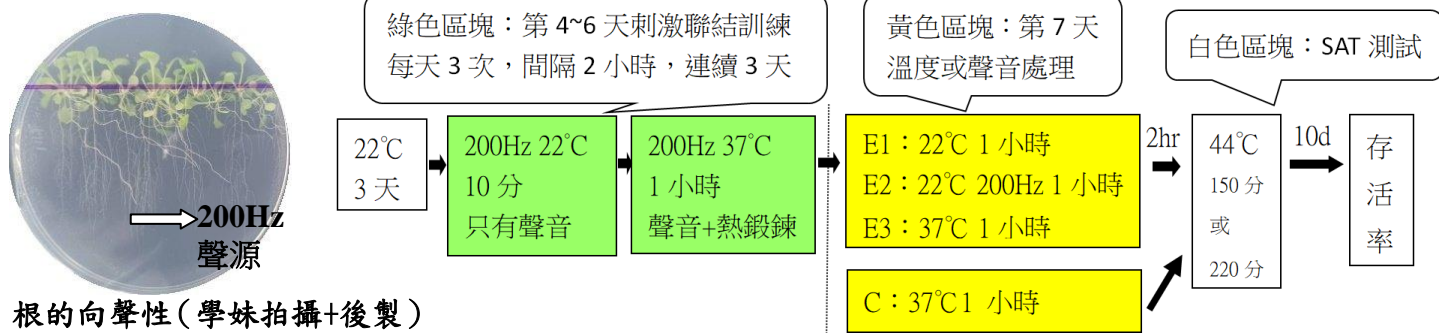 綠色區塊：第 4~6 天刺激聯結訓練
每天 3 次，間隔 2 小時，連續 3 天
黃色區塊：第 7 天
溫度或聲音處理
白色區塊：SAT 測試
22℃
3 天
200Hz 22℃
10 分
只有聲音
200Hz 37℃
1 小時
聲音+熱鍛鍊
E1：22℃ 1 小時
E2：22℃ 200Hz 1 小時
E3：37℃ 1 小時
2hr
44℃
150 分
或
220 分
10d
存
活
率
C：37℃1 小時
200Hz
聲源
根的向聲性(學妹拍攝+後製)